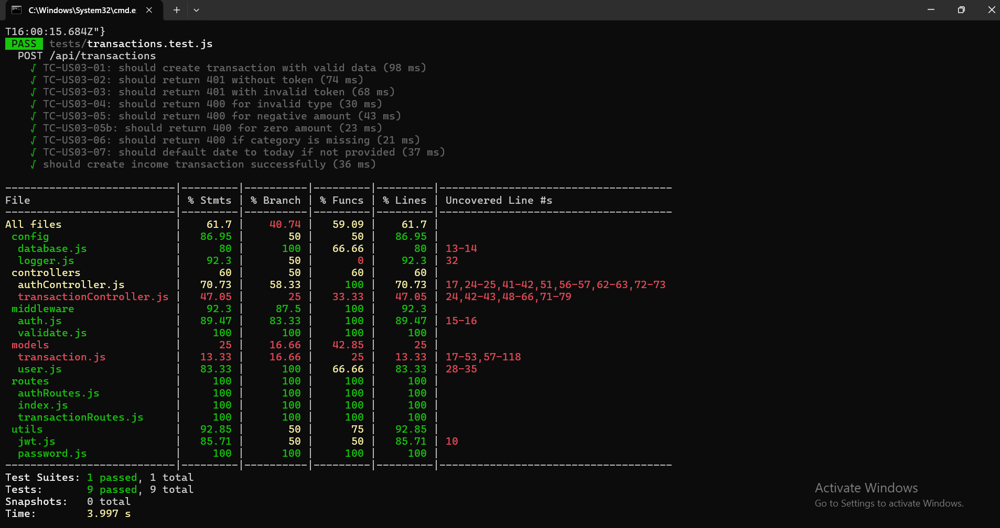 C:\Windows\System32\cmd.e
T16:00:15.684Z"}
PASS tests/transactions.test.js
POST /api/transactions
√ TC-US03-01: should create transaction with valid data (98 ms)
√ TC-US03-02: should return 401 without token (74 ms)
√ TC-US03-03: should return 401 with invalid token (68 ms)
√ TC-US03-04: should return 400 for invalid type (30 ms)
√ TC-US03-05: should return 400 for negative amount (43 ms)
√ TC-US03-05b: should return 400 for zero amount (23 ms)
√ TC-US03-06: should return 400 if category is missing (21 ms)
√ TC-US03-07: should default date to today if not provided (37 ms)
√ should create income transaction successfully (36 ms)
---------------------------|---------|----------|---------|---------|-------------------------------------
File | % Stmts | % Branch | % Funcs | % Lines | Uncovered Line #s
---------------------------|---------|----------|---------|---------|-------------------------------------
All files | 61.7 | 40.74 | 59.09 | 61.7 |
config | 86.95 | 50 | 50 | 86.95 |
database.js | 80 | 100 | 66.66 | 80 | 13-14
logger.js | 92.3 | 50 | 0 | 92.3 | 32
controllers | 60 | 50 | 60 | 60 |
authController.js | 70.73 | 58.33 | 100 | 70.73 | 17,24-25,41-42,51,56-57,62-63,72-73
transactionController.js | 47.05 | 25 | 33.33 | 47.05 | 24,42-43,48-66,71-79
middleware | 92.3 | 87.5 | 100 | 92.3 |
auth.js | 89.47 | 83.33 | 100 | 89.47 | 15-16
validate.js | 100 | 100 | 100 | 100 |
models | 25 | 16.66 | 42.85 | 25 |
transaction.js | 13.33 | 16.66 | 25 | 13.33 | 17-53,57-118
user.js | 83.33 | 100 | 66.66 | 83.33 | 28-35
routes | 100 | 100 | 100 | 100 |
authRoutes.js | 100 | 100 | 100 | 100 |
index.js | 100 | 100 | 100 | 100 |
transactionRoutes.js | 100 | 100 | 100 | 100 |
utils | 92.85 | 50 | 75 | 92.85 |
jwt.js | 85.71 | 50 | 50 | 85.71 | 10
password.js | 100 | 100 | 100 | 100 |
---------------------------|---------|----------|---------|---------|-------------------------------------
Test Suites: 1 passed, 1 total
Tests: 9 passed, 9 total
Snapshots: 0 total
Time: 3.997 s
Activate Windows
Go to Settings to activate Windows.